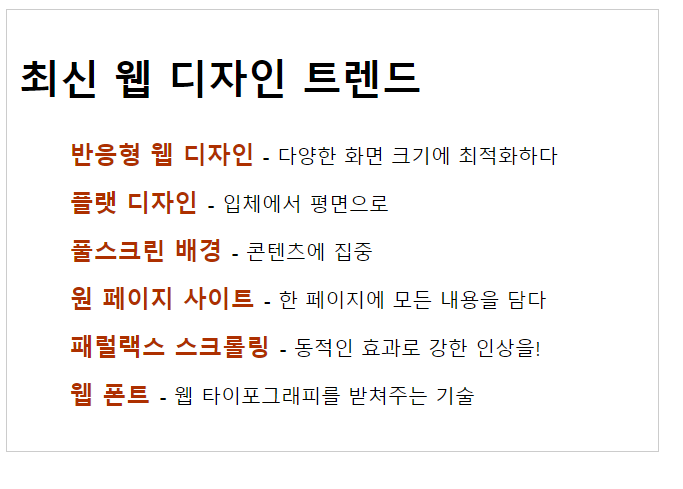 최신 웹 디자인 트렌드
반응형 웹 디자인 - 다양한 화면 크기에 최적화하다
플랫 디자인 - 입체에서 평면으로
풀스크린 배경 - 콘텐츠에 집중
원 페이지 사이트 - 한 페이지에 모든 내용을 담다
패럴랙스 스크롤링 - 동적인 효과로 강한 인상을!
웹 폰트 - 웹 타이포그래피를 받쳐주는 기술